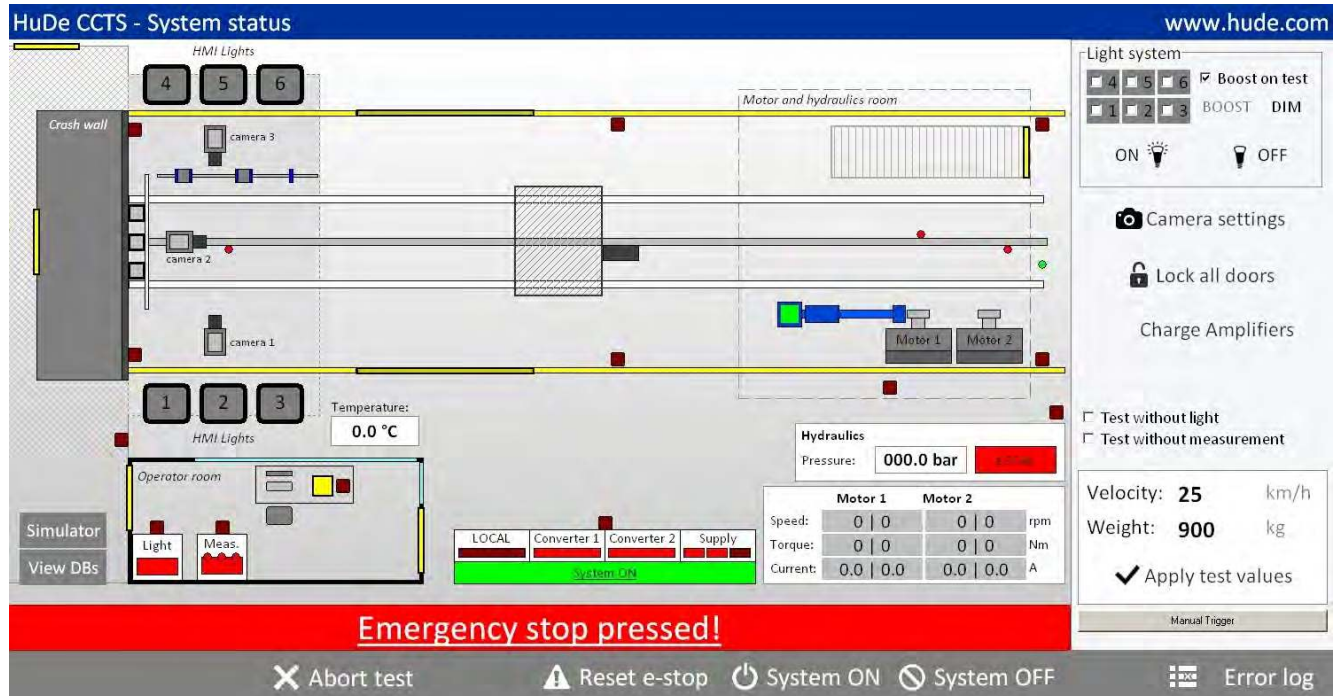 HuDe CCTS - System status
www.hude.com
HMI Lights
4 5 6
Crash wall
camera 3
camera 2
camera 1
Motor and hydraulics room
Motor 1
Motor 2
1 2 3
HMI Lights
Temperature:
0.0 °C
Operator room
Light
Meas.
Simulator
View DBs
LOCAL Converter 1 Converter 2 Supply
System ON
Hydraulics
Pressure: 000.0 bar
Motor 1 Motor 2
Speed: 0 | 0 0 | 0 rpm
Torque: 0 | 0 0 | 0 Nm
Current: 0.0 | 0.0 0.0 | 0.0 A
Light system
4 5 6 Boost on test
1 2 3 BOOST DIM
ON OFF
Camera settings
Lock all doors
Charge Amplifiers
Test without light
Test without measurement
Velocity: 25 km/h
Weight: 900 kg
Apply test values
Manual Trigger
Emergency stop pressed!
Abort test
Reset e-stop
System ON
System OFF
Error log